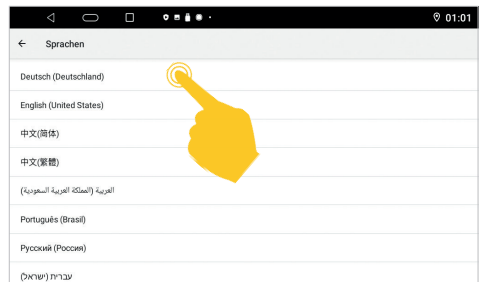 01:01
Sprachen
Deutsch (Deutschland)
English (United States)
中文(简体)
中文(繁體)
العربية (المملكة العربية السعودية)
Português (Brasil)
Русский (Россия)
עברית (ישראל)